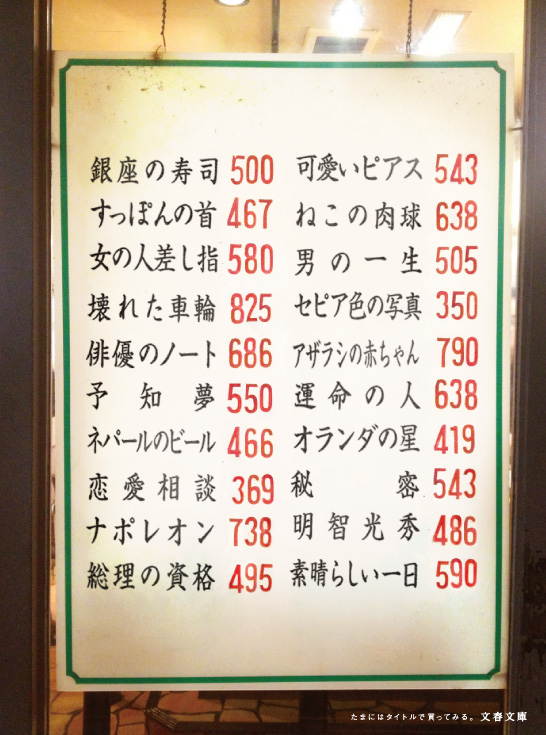 銀座の寿司 500
すっぽんの首 467
女の人差し指 580
壊れた車輪 825
俳優のノート 686
予知夢 550
ネパールのビール 466
恋愛相談 369
ナポレオン 738
総理の資格 495
可愛いピアス 543
ねこの肉球 638
男の一生 505
セピア色の写真 350
アザラシの赤ちゃん 790
運命の人 638
オランダの星 419
秘密 543
明智光秀 486
素晴らしい一日 590
たまにはタイトルで買ってみる。文春文庫